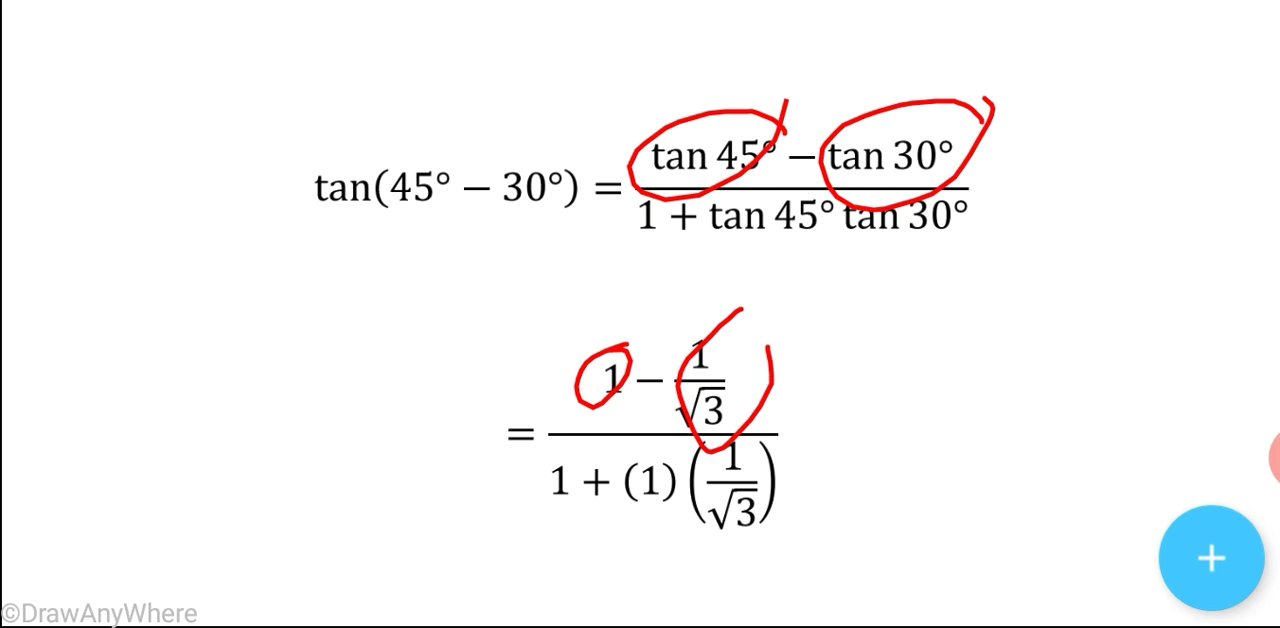 tan(45° − 30°) = (tan 45° − tan 30°) / (1 + tan 45° tan 30°)
= (1 − 1/√3) / (1 + (1)(1/√3))
+
©DrawAnyWhere